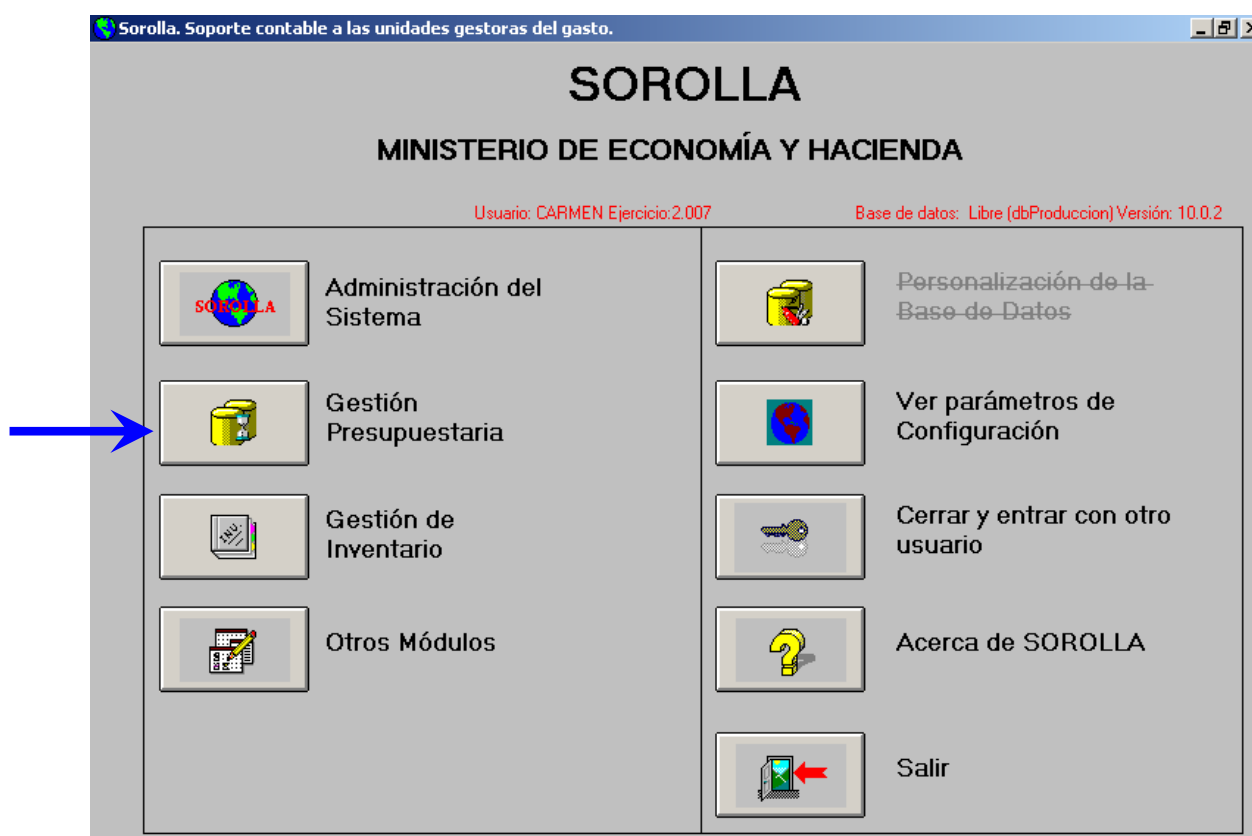 Sorolla. Soporte contable a las unidades gestoras del gasto.
SOROLLA
MINISTERIO DE ECONOMÍA Y HACIENDA
Usuario: CARMEN Ejercicio:2.007
Base de datos: Libre (dbProduccion) Versión: 10.0.2
SOROLLA
Administración del
Sistema
Gestión
Presupuestaria
INV.
Gestión de
Inventario
Otros Módulos
Personalización de la
Base de Datos
Ver parámetros de
Configuración
Cerrar y entrar con otro
usuario
Acerca de SOROLLA
Salir